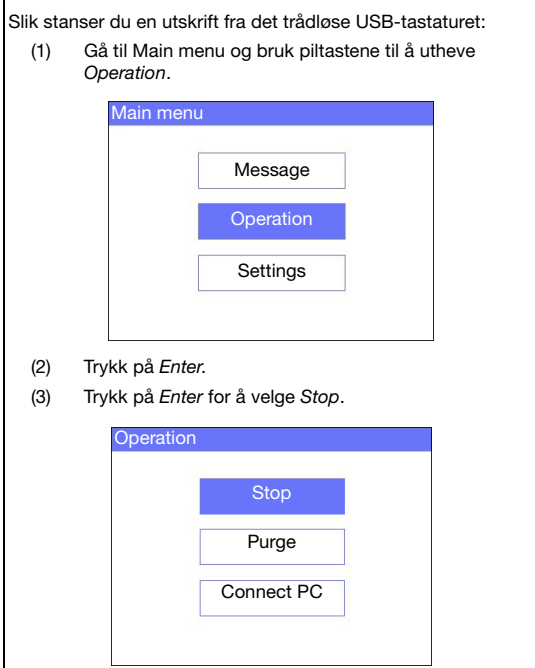 Slik stanser du en utskrift fra det trådløse USB-tastaturet:
(1) Gå til Main menu og bruk piltastene til å utheve
Operation.
Main menu
Message
Operation
Settings
(2) Trykk på Enter.
(3) Trykk på Enter for å velge Stop.
Operation
Stop
Purge
Connect PC